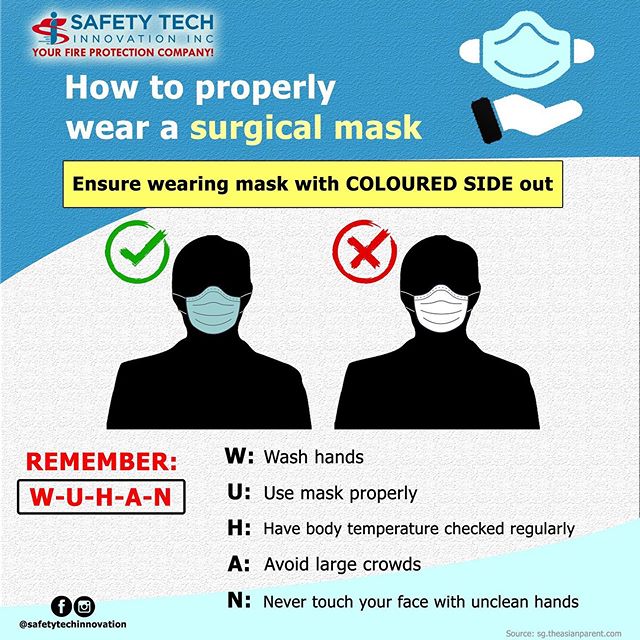 SAFETY TECH
INNOVATION INC
YOUR FIRE PROTECTION COMPANY!
How to properly
wear a surgical mask
Ensure wearing mask with COLOURED SIDE out
REMEMBER:
W-U-H-A-N
W: Wash hands
U: Use mask properly
H: Have body temperature checked regularly
A: Avoid large crowds
N: Never touch your face with unclean hands
@safetytechinnovation
Source: sg.theasianparent.com